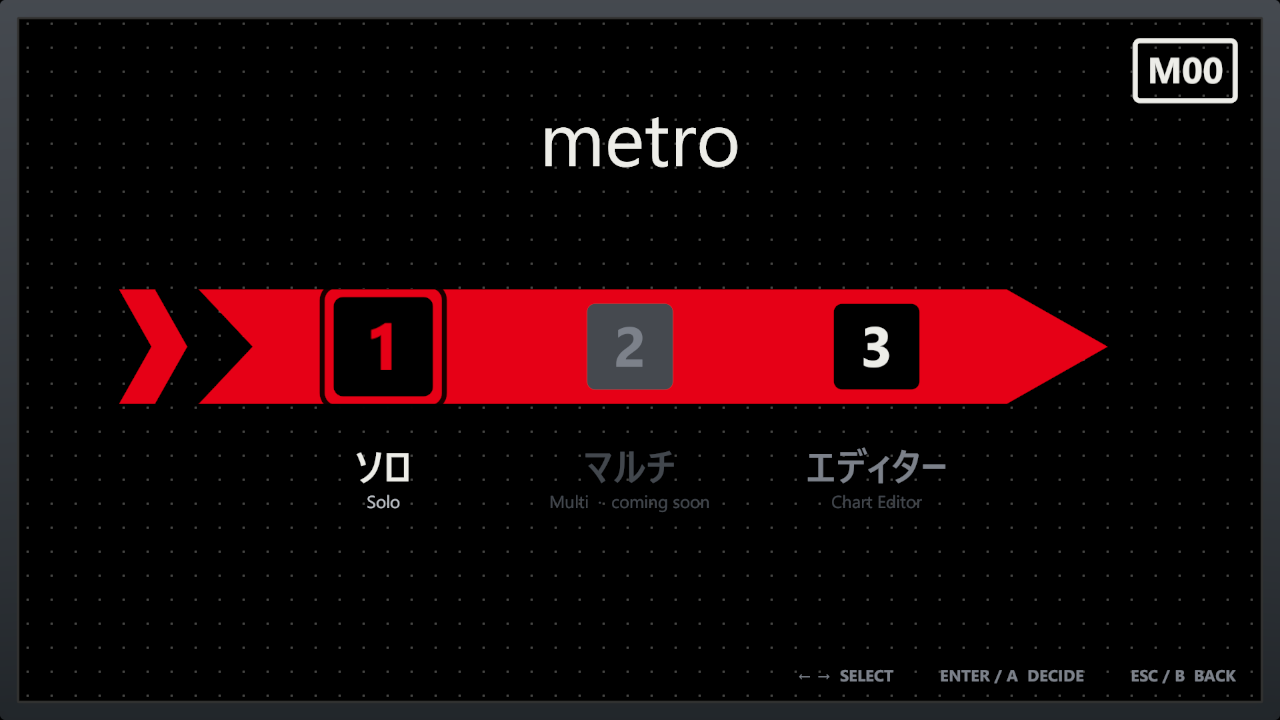 M00
metro
1
2
3
ソロ
マルチ
エディター
Solo
Multi ·· coming soon
Chart Editor
← → SELECT ENTER / A DECIDE ESC / B BACK